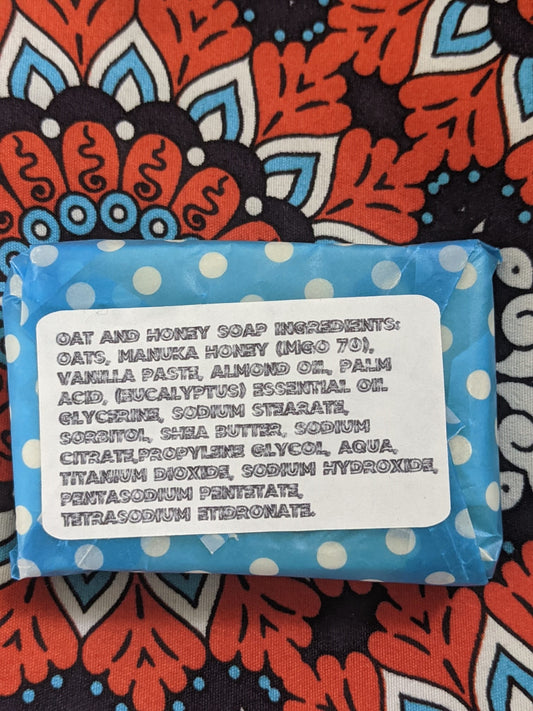 OAT AND HONEY SOAP INGREDIENTS:
OATS, MANUKA HONEY (MGO 70),
VANILLA PASTE, ALMOND OIL, PALM
ACID, (EUCALYPTUS) ESSENTIAL OIL
GLYCERINE, SODIUM STEARATE,
SORBITOL, SHEA BUTTER, SODIUM
CITRATE,PROPYLENE GLYCOL, AQUA,
TITANIUM DIOXIDE, SODIUM HYDROXIDE,
PENTASODIUM PENTETATE,
TETRASODIUM ETIDRONATE.